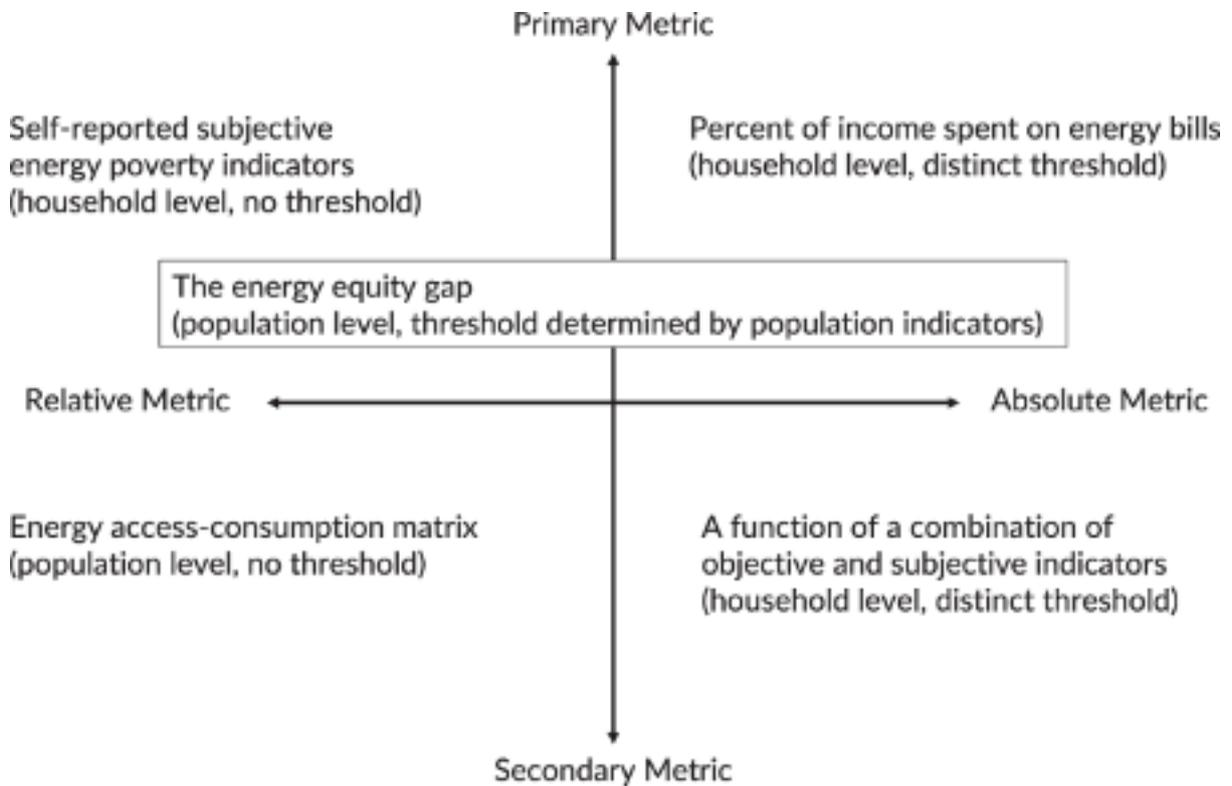 Primary Metric
Self-reported subjective
energy poverty indicators
(household level, no threshold)
Percent of income spent on energy bills
(household level, distinct threshold)
The energy equity gap
(population level, threshold determined by population indicators)
Relative Metric
Absolute Metric
Energy access-consumption matrix
(population level, no threshold)
A function of a combination of
objective and subjective indicators
(household level, distinct threshold)
Secondary Metric